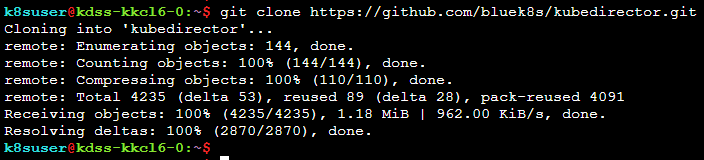 k8suser@kdss-kkcl6-0:~$ git clone https://github.com/bluek8s/kubedirector.git
Cloning into 'kubedirector'...
remote: Enumerating objects: 144, done.
remote: Counting objects: 100% (144/144), done.
remote: Compressing objects: 100% (110/110), done.
remote: Total 4235 (delta 53), reused 89 (delta 28), pack-reused 4091
Receiving objects: 100% (4235/4235), 1.18 MiB | 962.00 KiB/s, done.
Resolving deltas: 100% (2870/2870), done.
k8suser@kdss-kkcl6-0:~$